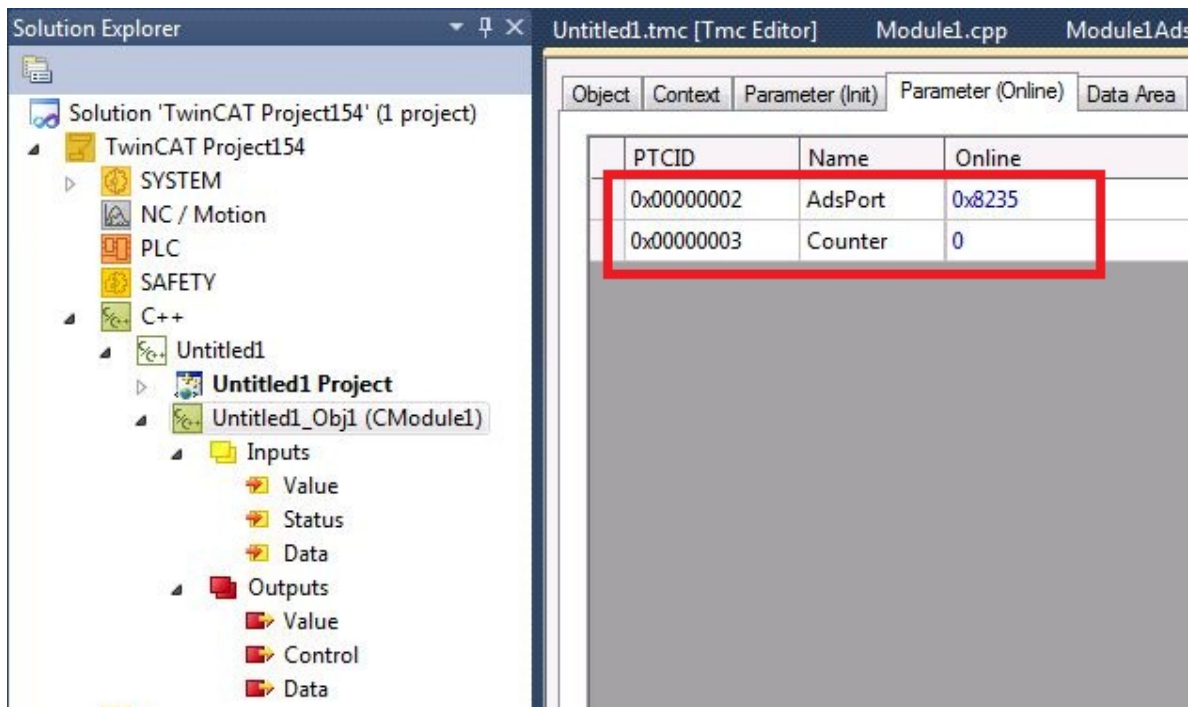 Solution Explorer
Solution 'TwinCAT Project154' (1 project)
TwinCAT Project154
SYSTEM
NC / Motion
PLC
SAFETY
C++
Untitled1
Untitled1 Project
Untitled1_Obj1 (CModule1)
Inputs
Value
Status
Data
Outputs
Value
Control
Data
Untitled1.tmc [Tmc Editor] Module1.cpp Module1Ads
Object Context Parameter (Init) Parameter (Online) Data Area
PTCID Name Online
0x00000002 AdsPort 0x8235
0x00000003 Counter 0